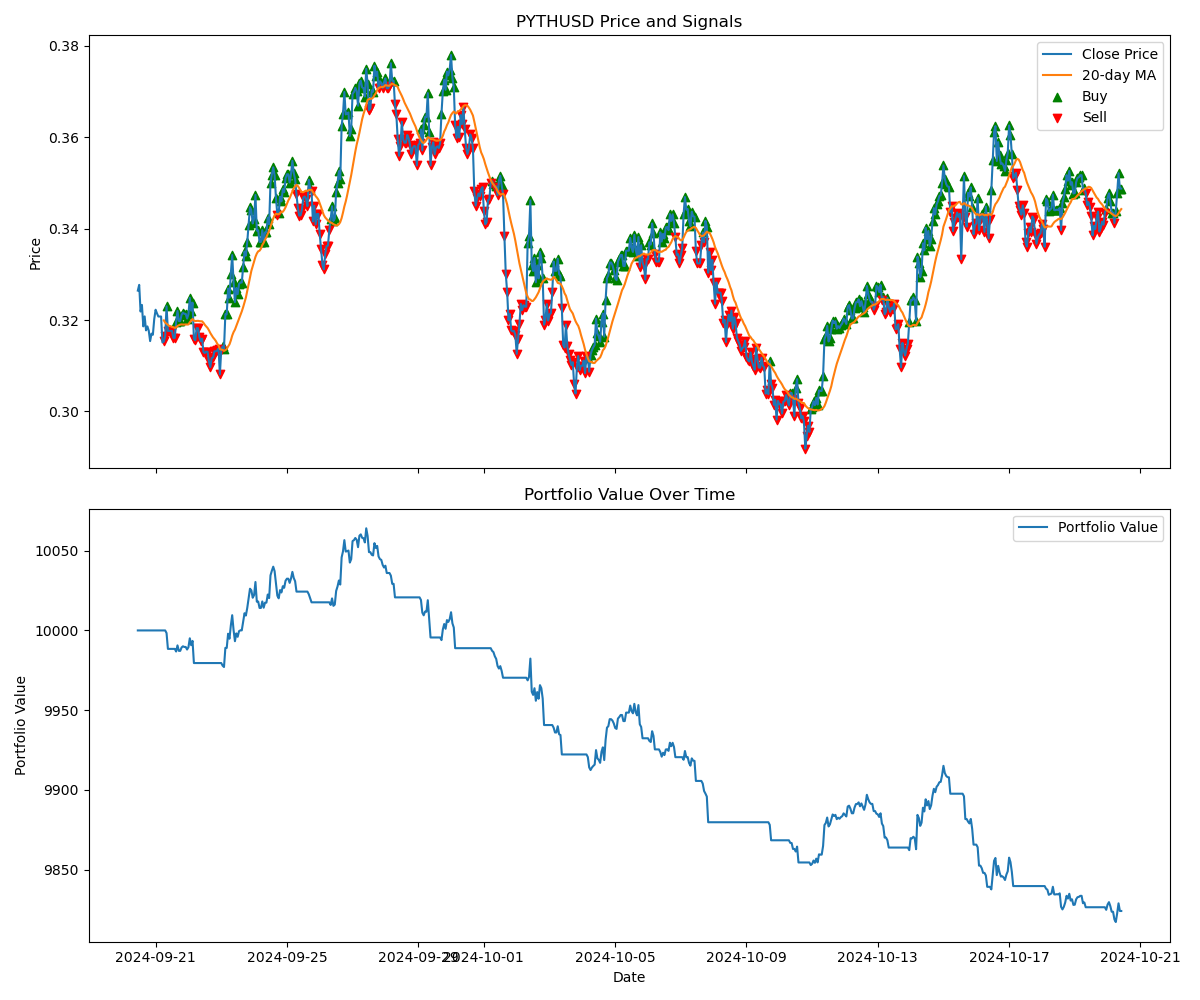 PYTHUSD Price and Signals
Price
0.38
0.36
0.34
0.32
0.30
Close Price
20-day MA
Buy
Sell
Portfolio Value Over Time
Portfolio Value
10050
10000
9950
9900
9850
Portfolio Value
2024-09-21
2024-09-25
2024-09-29
2024-10-01
2024-10-05
2024-10-09
2024-10-13
2024-10-17
2024-10-21
Date